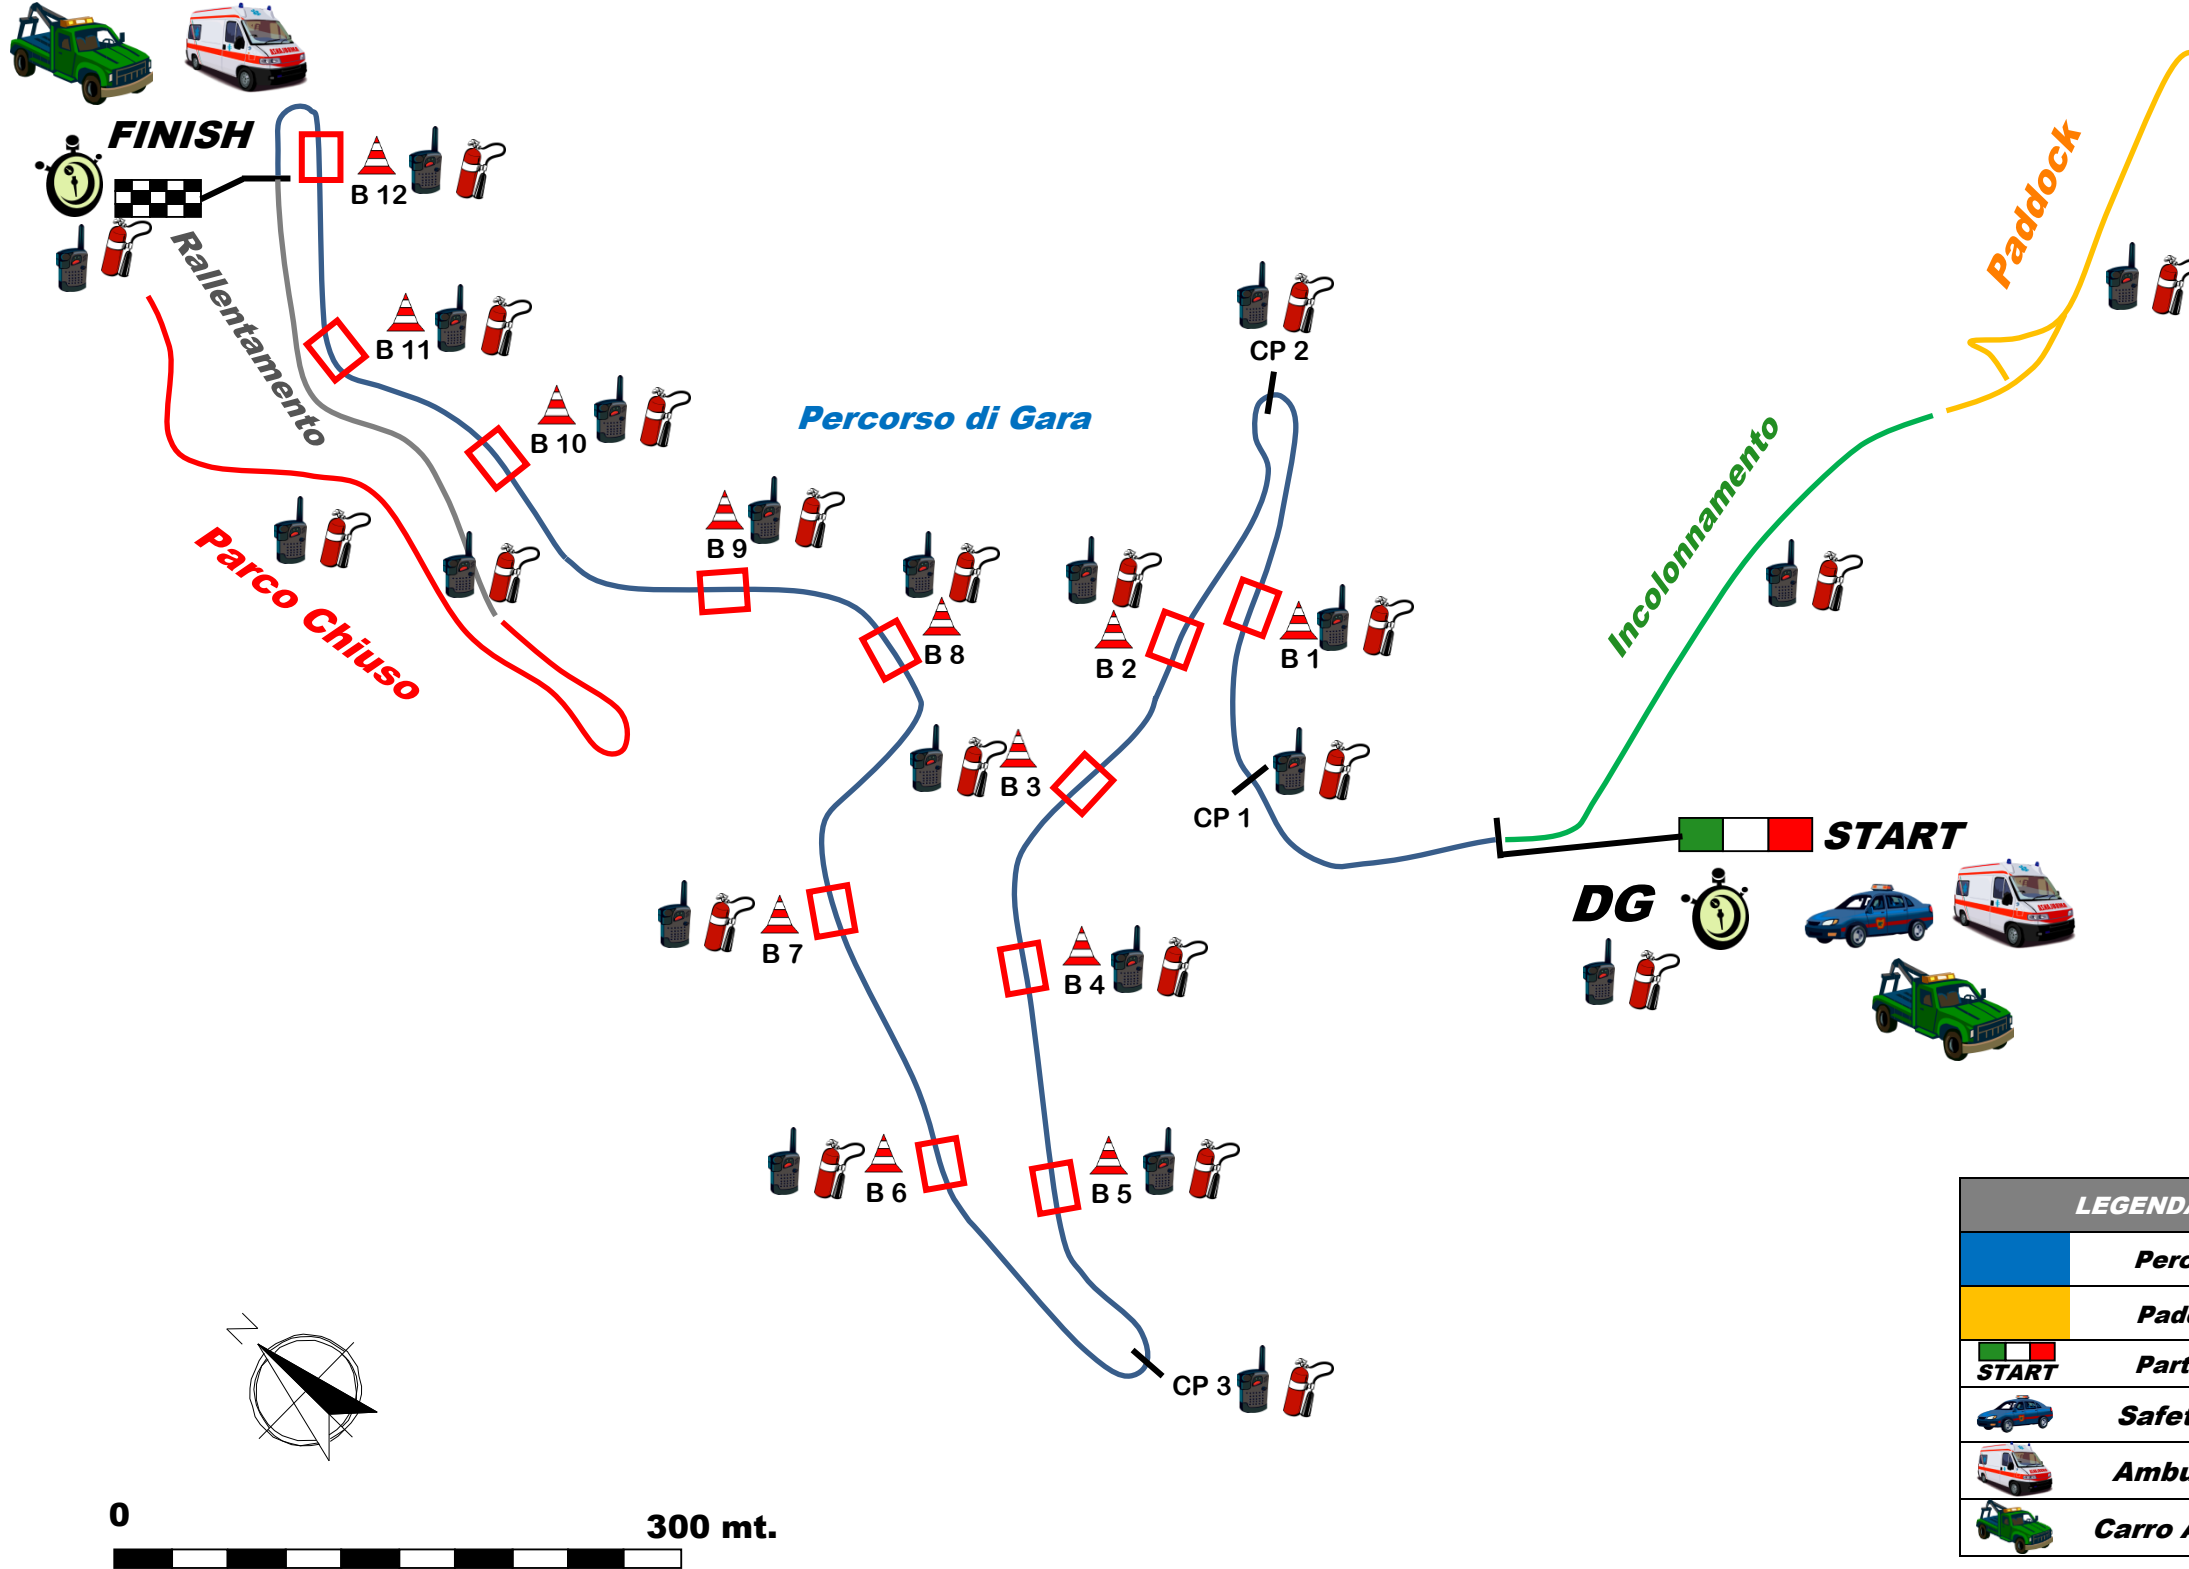 FINISH
B 12
Rallentamento
B 11
B 10
CP 2
Paddock
Percorso di Gara
Incolonnamento
B 9
B 8
B 2
B 1
Parco Chiuso
B 3
CP 1
START
DG
B 7
B 4
B 6
B 5
CP 3
N
0
300 mt.
LEGENDA
START